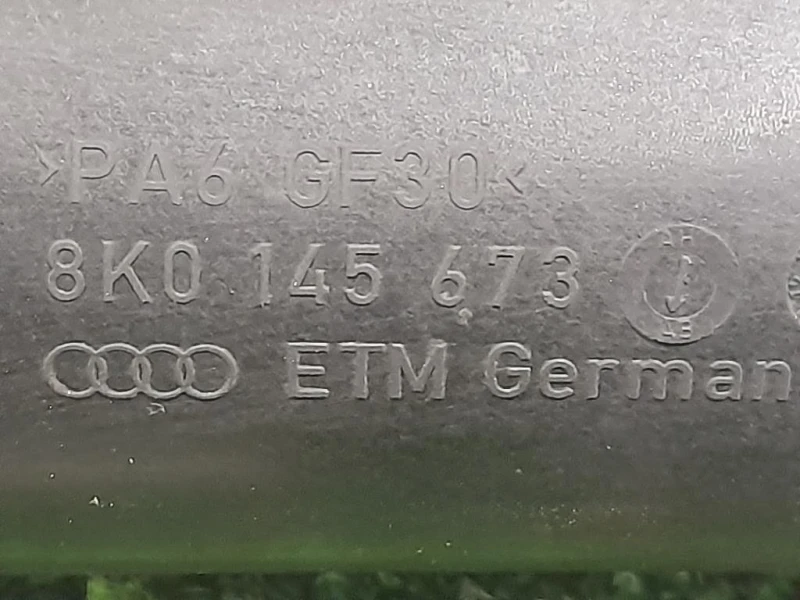 >PA6 GF30<
8K0 145 673
ETM German